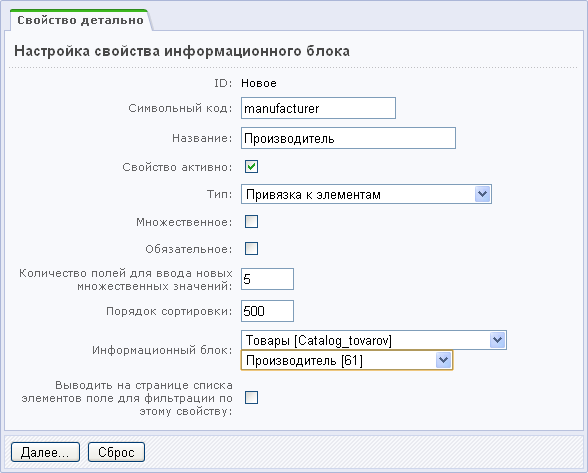 Свойство детально
Настройка свойства информационного блока
ID: Новое
Символьный код: manufacturer
Название: Производитель
Свойство активно:
Тип: Привязка к элементам
Множественное:
Обязательное:
Количество полей для ввода новых
множественных значений: 5
Порядок сортировки: 500
Информационный блок: Товары [Catalog_tovarov]
Производитель [61]
Выводить на странице списка
элементов поле для фильтрации по
этому свойству:
Далее... Сброс